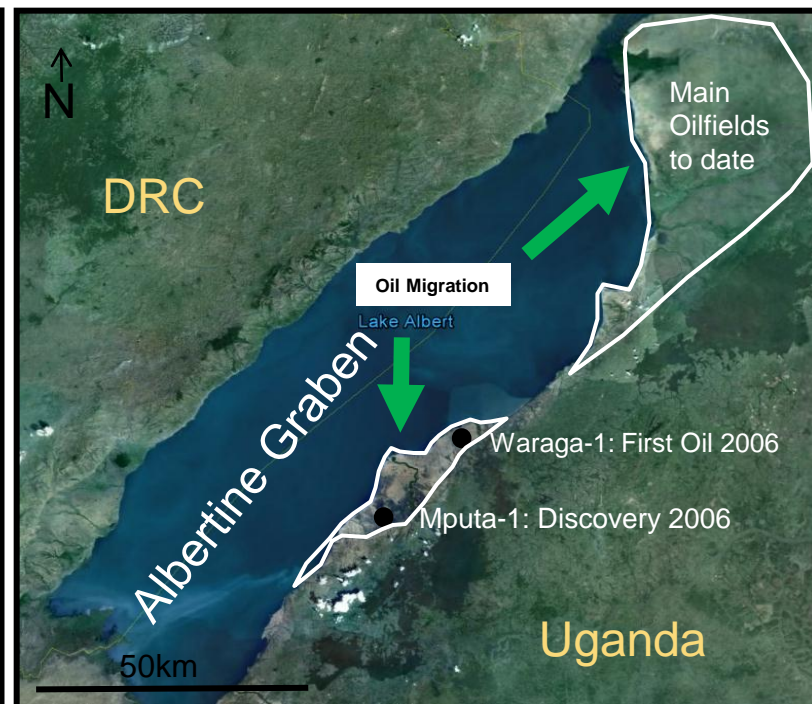 N
DRC
Main
Oilfields
to date
Oil Migration
Lake Albert
Albertine Graben
Waraga-1: First Oil 2006
Mputa-1: Discovery 2006
Uganda
50km